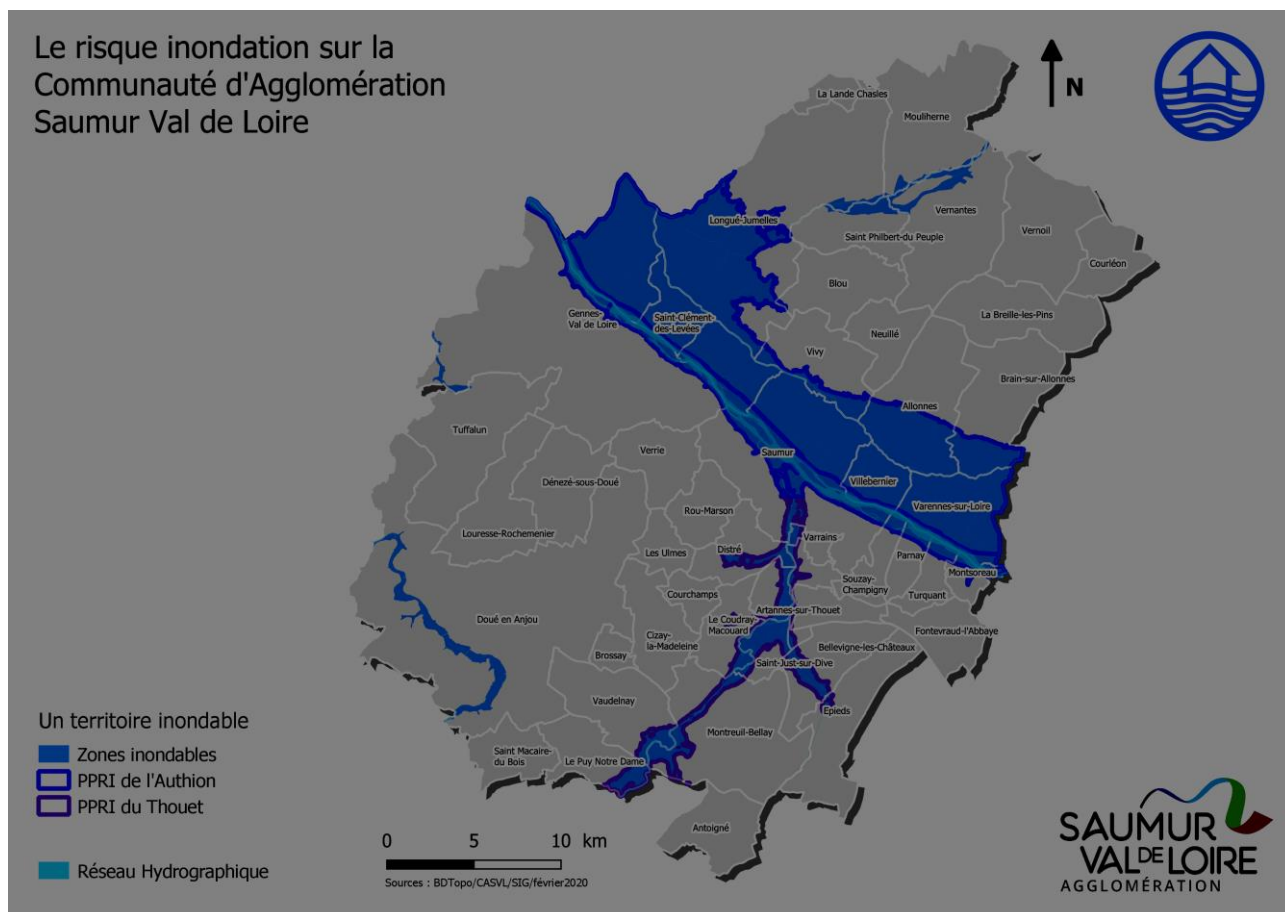 Le risque inondation sur la
Communauté d'Agglomération
Saumur Val de Loire
N
La Lande Chasles
Mouliherne
Longué-Jumelles
Vernantes
Saint Philbert-du Peuple
Vernoil
Courléon
Blou
Gennes-
Val de Loire
Saint-Clément-
des-Levées
La Breille-les-Pins
Neuillé
Vivy
Brain-sur-Allonnes
Allonnes
Tuffalun
Verrie
Saumur
Dénezé-sous-Doué
Villebernier
Varennes-sur-Loire
Rou-Marson
Louresse-Rochemenier
Varrains
Les Ulmes
Distré
Parnay
Montsoreau
Souzay-
Champigny
Courchamps
Turquant
Artannes-sur-Thouet
Doué en Anjou
Le Coudray-
Macouard
Fontevraud-l'Abbaye
Cizay-
la-Madeleine
Bellevigne-les-Châteaux
Brossay
Saint-Just-sur-Dive
Vaudelnay
Epieds
Montreuil-Bellay
Saint Macaire-
du Bois
Le Puy Notre Dame
Antoigné
Un territoire inondable
Zones inondables
PPRI de l'Authion
PPRI du Thouet
Réseau Hydrographique
0 5 10 km
Sources : BDTopo/CASVL/SIG/février2020
SAUMUR
VAL DE LOIRE
AGGLOMÉRATION